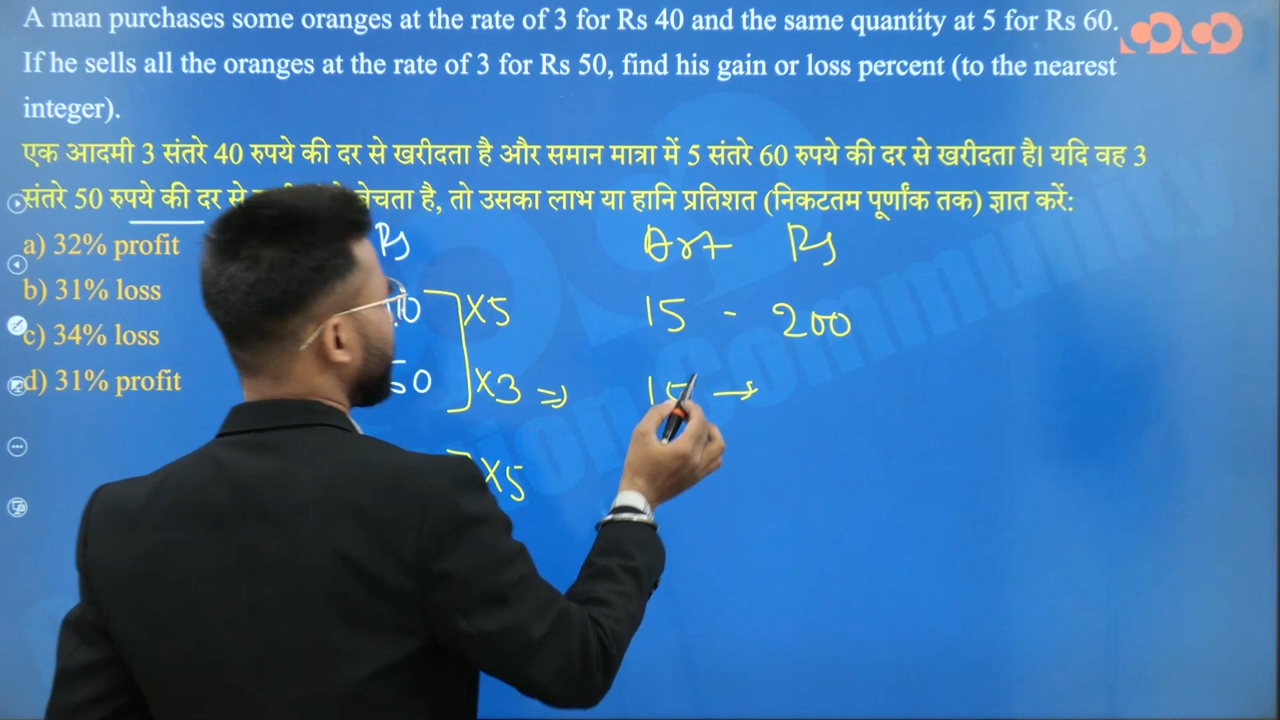 A man purchases some oranges at the rate of 3 for Rs 40 and the same quantity at 5 for Rs 60.
If he sells all the oranges at the rate of 3 for Rs 50, find his gain or loss percent (to the nearest
integer).
एक आदमी 3 संतरे 40 रुपये की दर से खरीदता है और समान मात्रा में 5 संतरे 60 रुपये की दर से खरीदता है। यदि वह 3
संतरे 50 रुपये की दर से बेचता है, तो उसका लाभ या हानि प्रतिशत (निकटतम पूर्णांक तक) ज्ञात करें:
a) 32% profit
b) 31% loss
c) 34% loss
d) 31% profit
Rs Art Rs
X5 15 - 200
X3 ⇒ 15 →
X5
Community